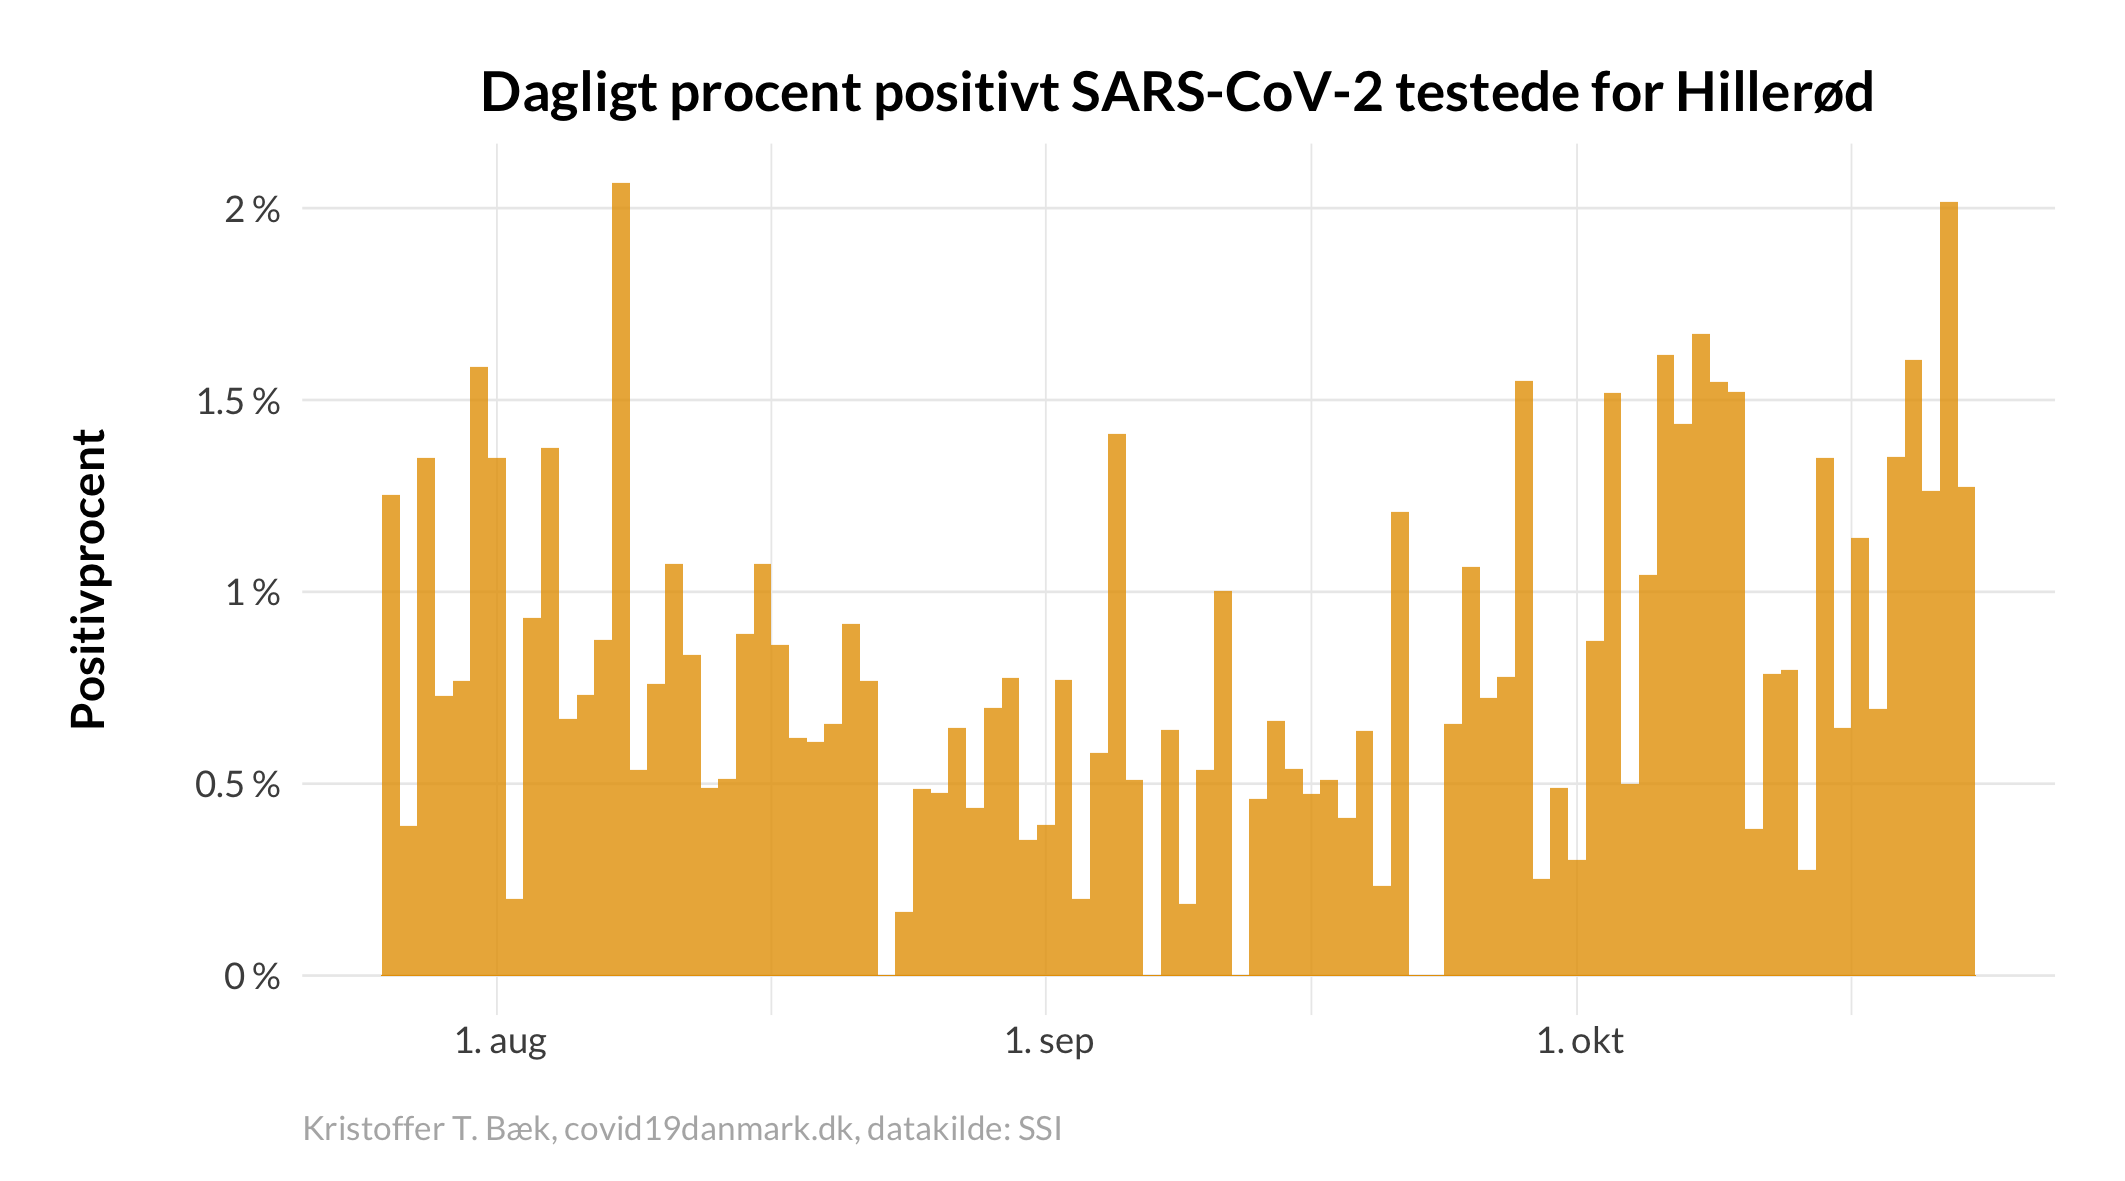 Dagligt procent positivt SARS-CoV-2 testede for Hillerød
Positivprocent
2 %
1.5 %
1 %
0.5 %
0 %
1. aug
1. sep
1. okt
Kristoffer T. Bæk, covid19danmark.dk, datakilde: SSI